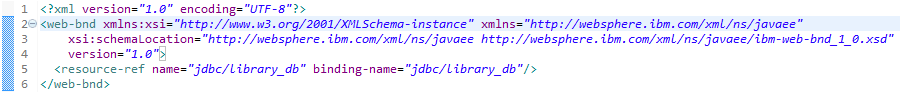 1 <?xml version="1.0" encoding="UTF-8"?>
2 <web-bnd xmlns:xsi="http://www.w3.org/2001/XMLSchema-instance" xmlns="http://websphere.ibm.com/xml/ns/javaee"
3 xsi:schemaLocation="http://websphere.ibm.com/xml/ns/javaee http://websphere.ibm.com/xml/ns/javaee/ibm-web-bnd_1_0.xsd"
4 version="1.0">
5 <resource-ref name="jdbc/library_db" binding-name="jdbc/library_db"/>
6 </web-bnd>